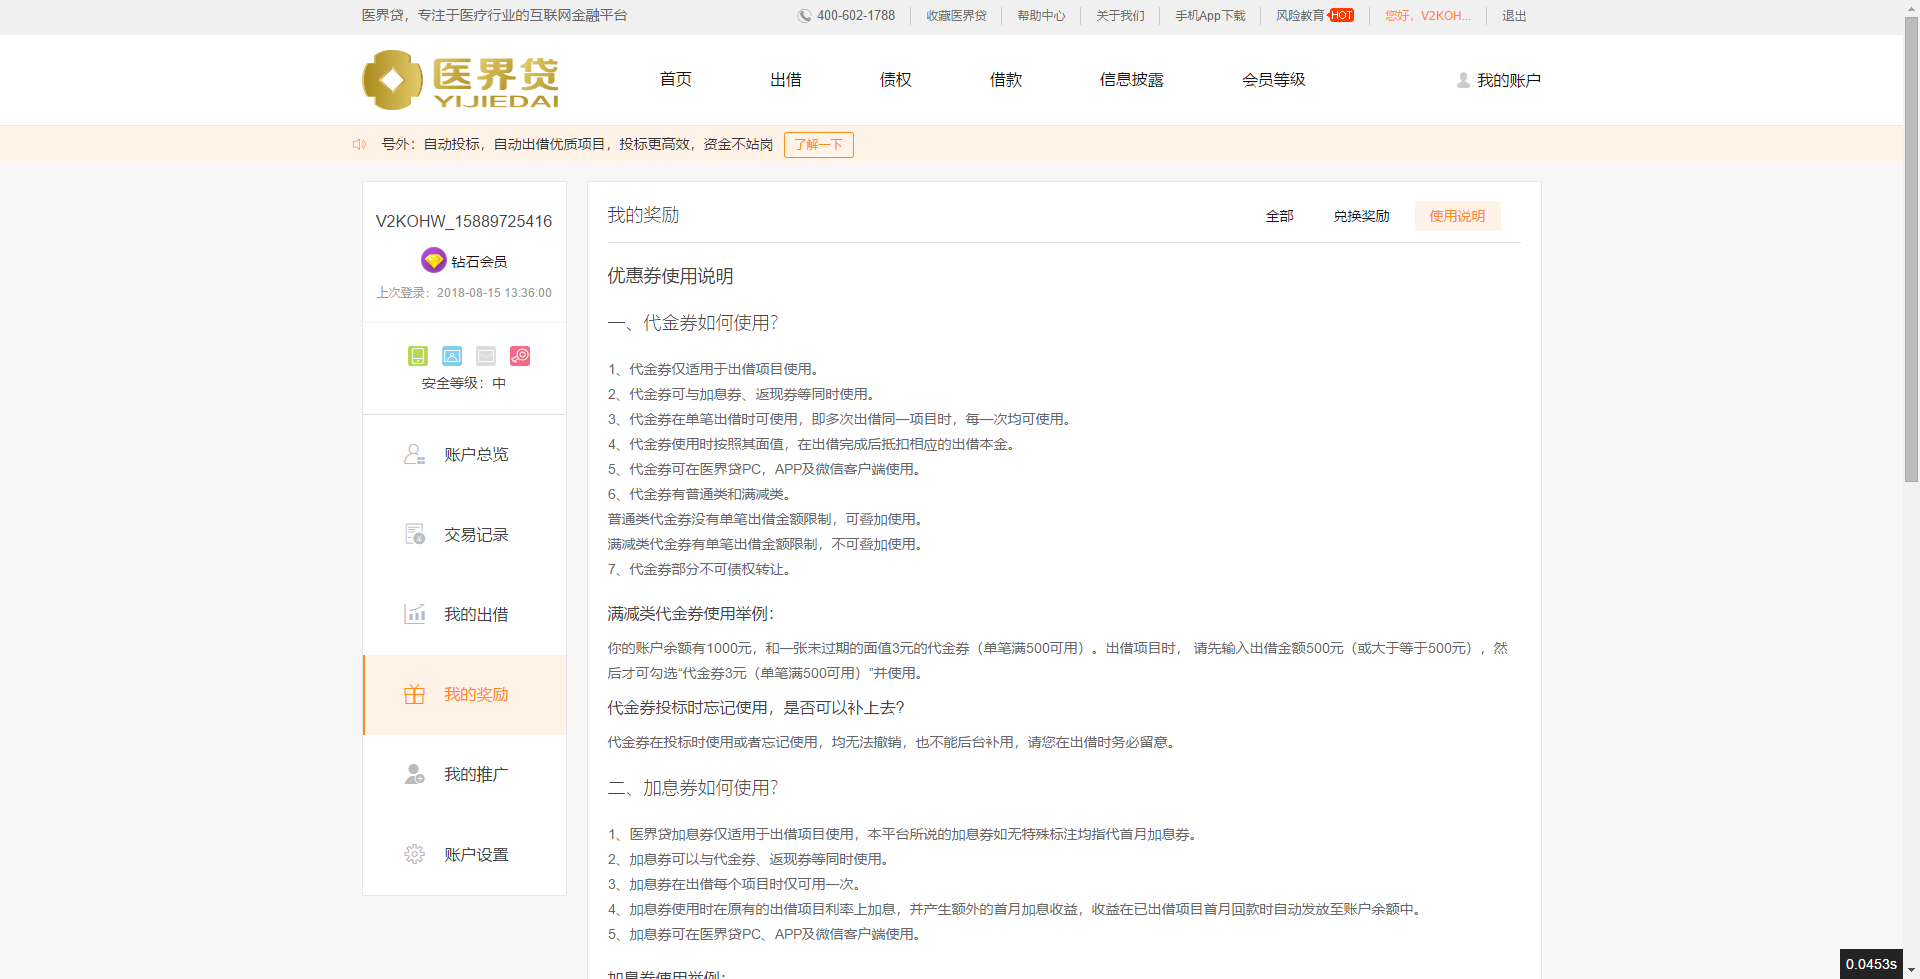 医界贷，专注于医疗行业的互联网金融平台
400-602-1788
收藏医界贷
帮助中心
关于我们
手机App下载
风险教育 HOT
您好，V2KOH...
退出
医界贷
YIJIEDAI
首页
出借
债权
借款
信息披露
会员等级
我的账户
号外：自动投标，自动出借优质项目，投标更高效，资金不站岗
了解一下
V2KOHW_15889725416
钻石会员
上次登录：2018-08-15 13:36:00
安全等级：中
账户总览
交易记录
我的出借
我的奖励
我的推广
账户设置
我的奖励
全部
兑换奖励
使用说明
优惠券使用说明
一、代金券如何使用？
1、代金券仅适用于出借项目使用。
2、代金券可与加息券、返现券等同时使用。
3、代金券在单笔出借时可使用，即多次出借同一项目时，每一次均可使用。
4、代金券使用时按照其面值，在出借完成后抵扣相应的出借本金。
5、代金券可在医界贷PC，APP及微信客户端使用。
6、代金券有普通类和满减类。
普通类代金券没有单笔出借金额限制，可叠加使用。
满减类代金券有单笔出借金额限制，不可叠加使用。
7、代金券部分不可债权转让。
满减类代金券使用举例：
你的账户余额有1000元，和一张未过期的面值3元的代金券（单笔满500可用）。出借项目时， 请先输入出借金额500元（或大于等于500元），然
后才可勾选“代金券3元（单笔满500可用）”并使用。
代金券投标时忘记使用，是否可以补上去？
代金券在投标时使用或者忘记使用，均无法撤销，也不能后台补用，请您在出借时务必留意。
二、加息券如何使用？
1、医界贷加息券仅适用于出借项目使用，本平台所说的加息券如无特殊标注均指代首月加息券。
2、加息券可以与代金券、返现券等同时使用。
3、加息券在出借每个项目时仅可用一次。
4、加息券使用时在原有的出借项目利率上加息，并产生额外的首月加息收益，收益在已出借项目首月回款时自动发放至账户余额中。
5、加息券可在医界贷PC、APP及微信客户端使用。
加息券使用举例：
0.0453s